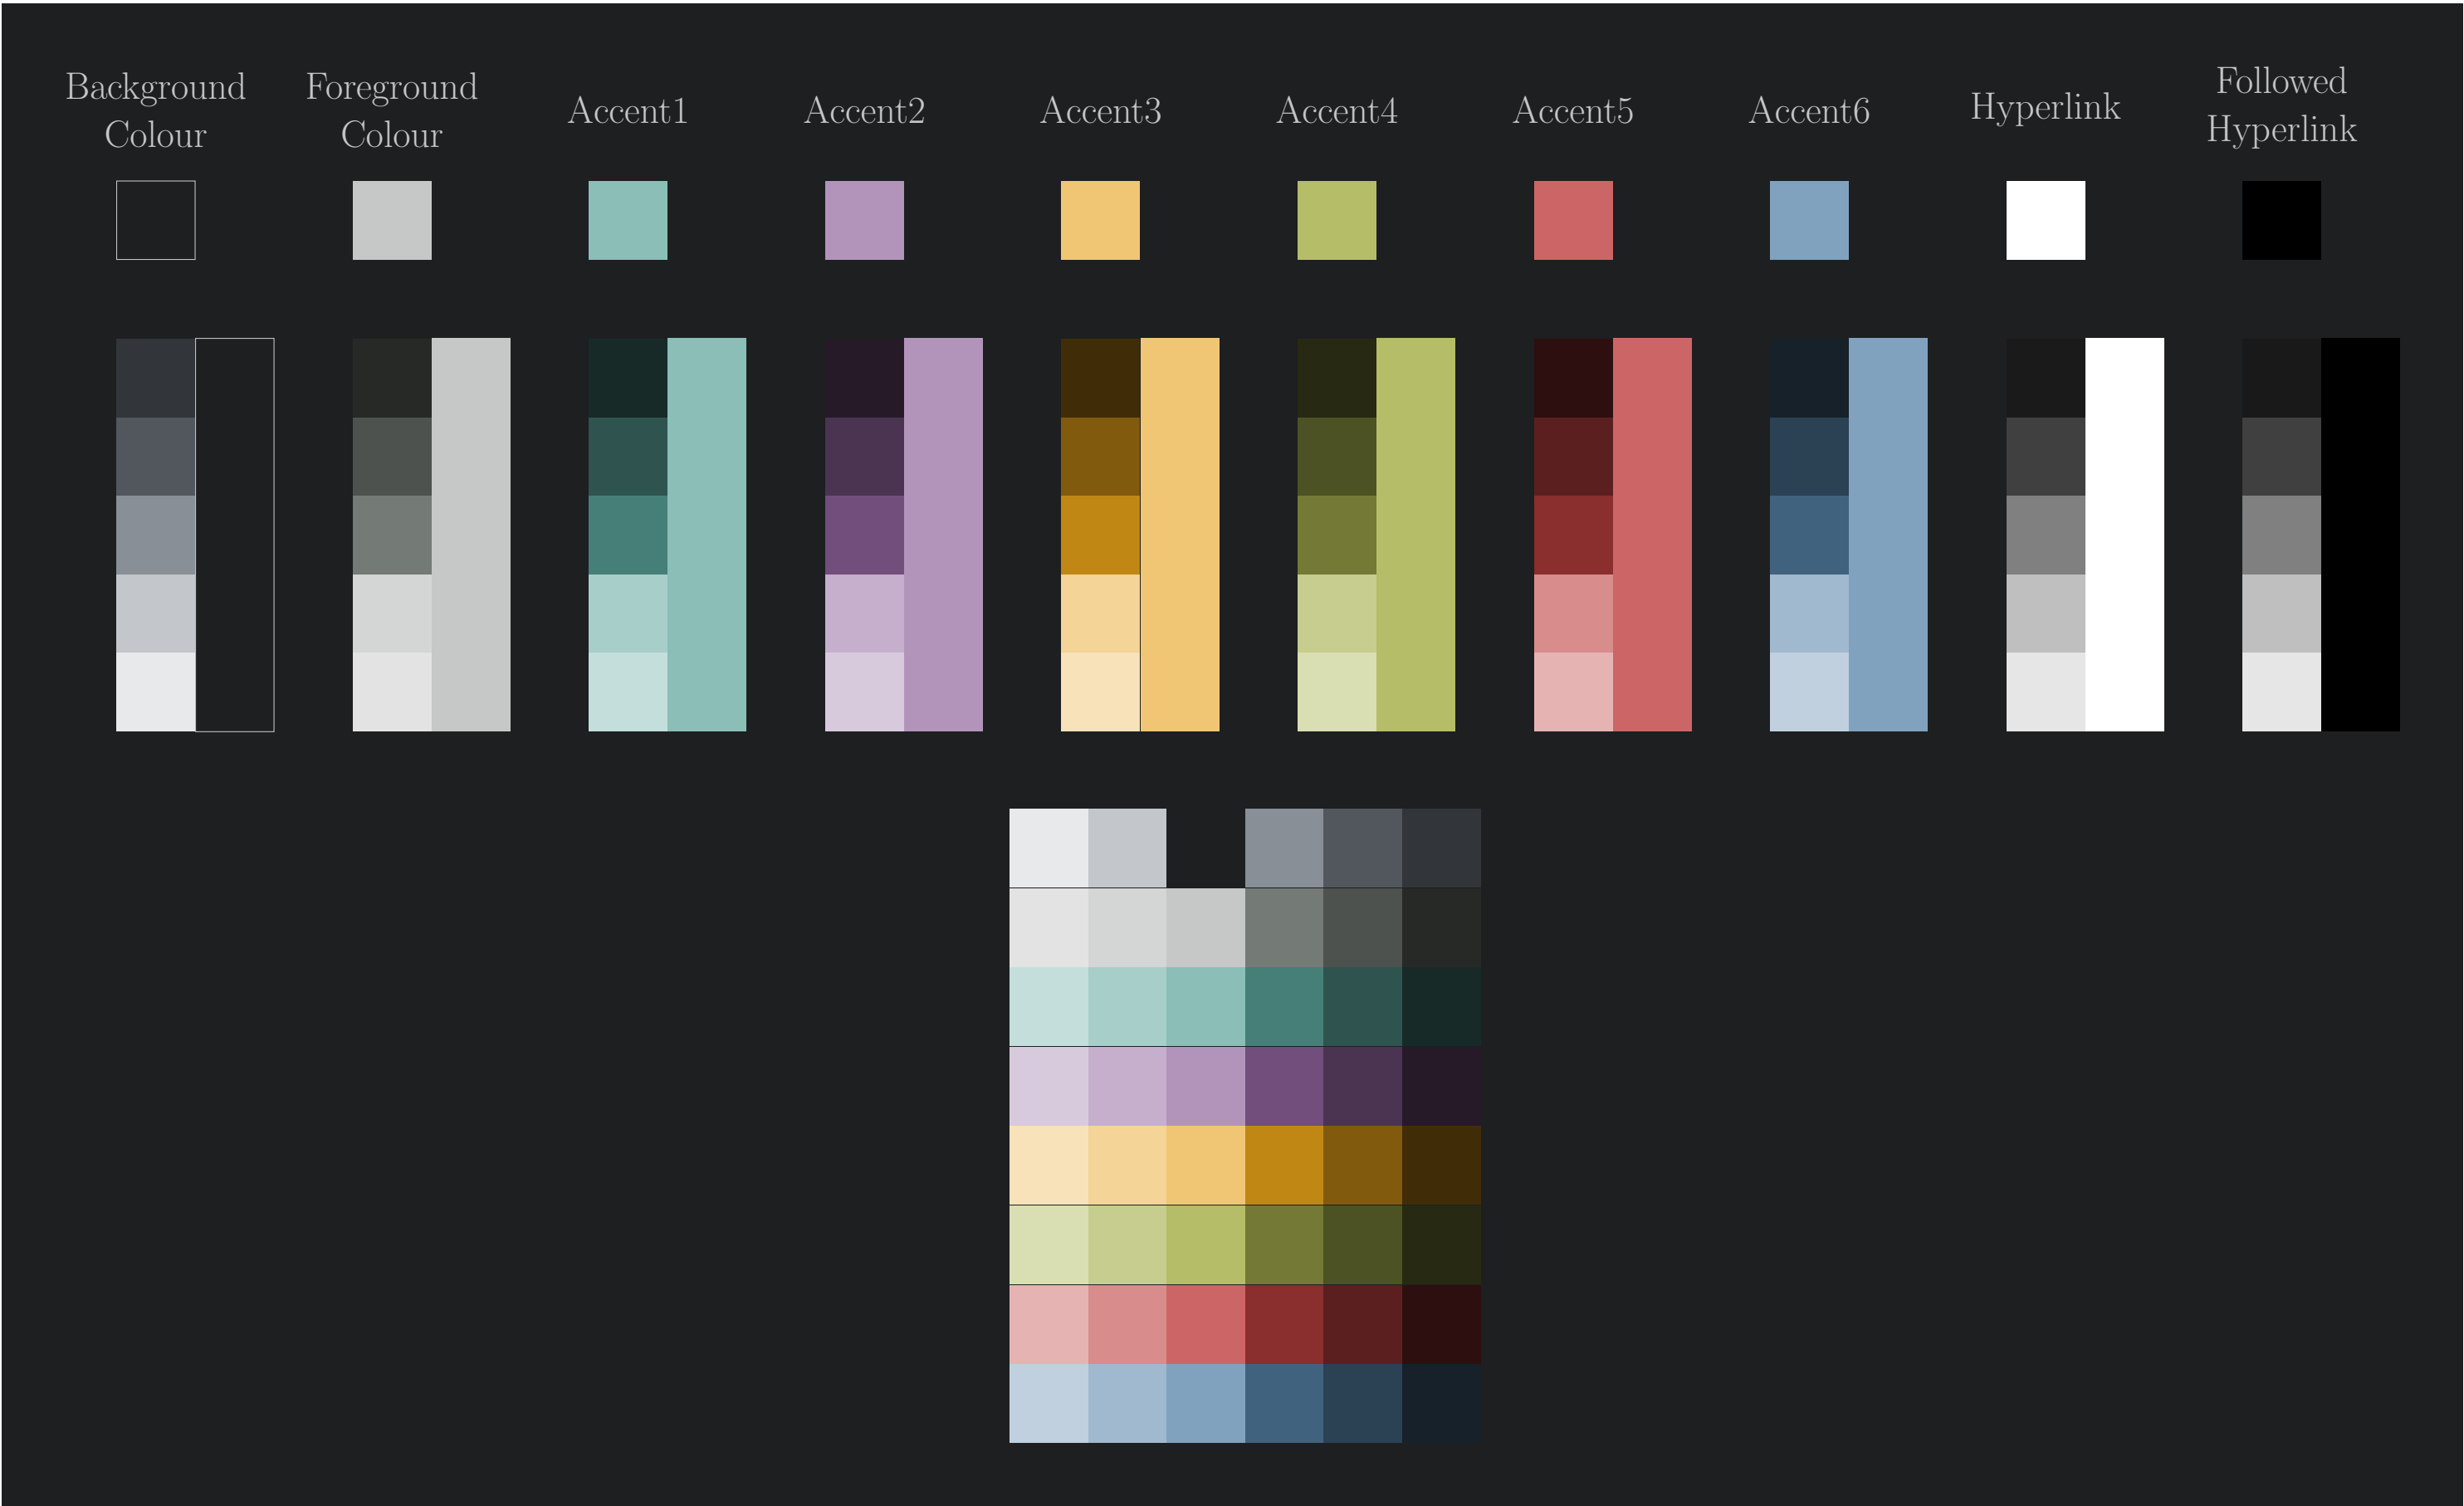 Background
Colour
Foreground
Colour
Accent1
Accent2
Accent3
Accent4
Accent5
Accent6
Hyperlink
Followed
Hyperlink